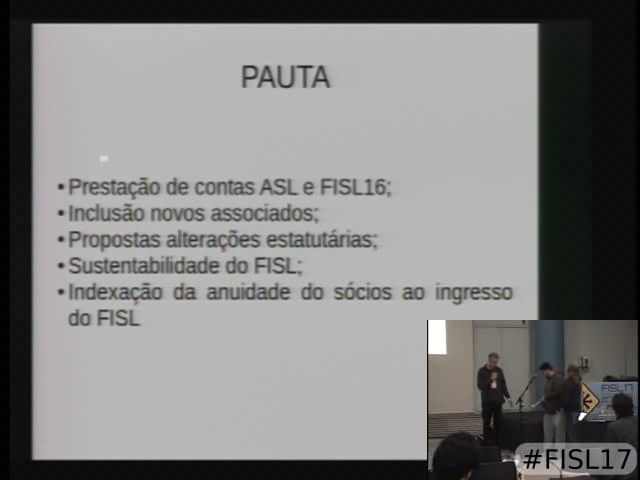 PAUTA
•Prestação de contas ASL e FISL16;
•Inclusão novos associados;
•Propostas alterações estatutárias;
•Sustentabilidade do FISL;
•Indexação da anuidade do sócios ao ingresso
do FISL
FISL17
#FISL17